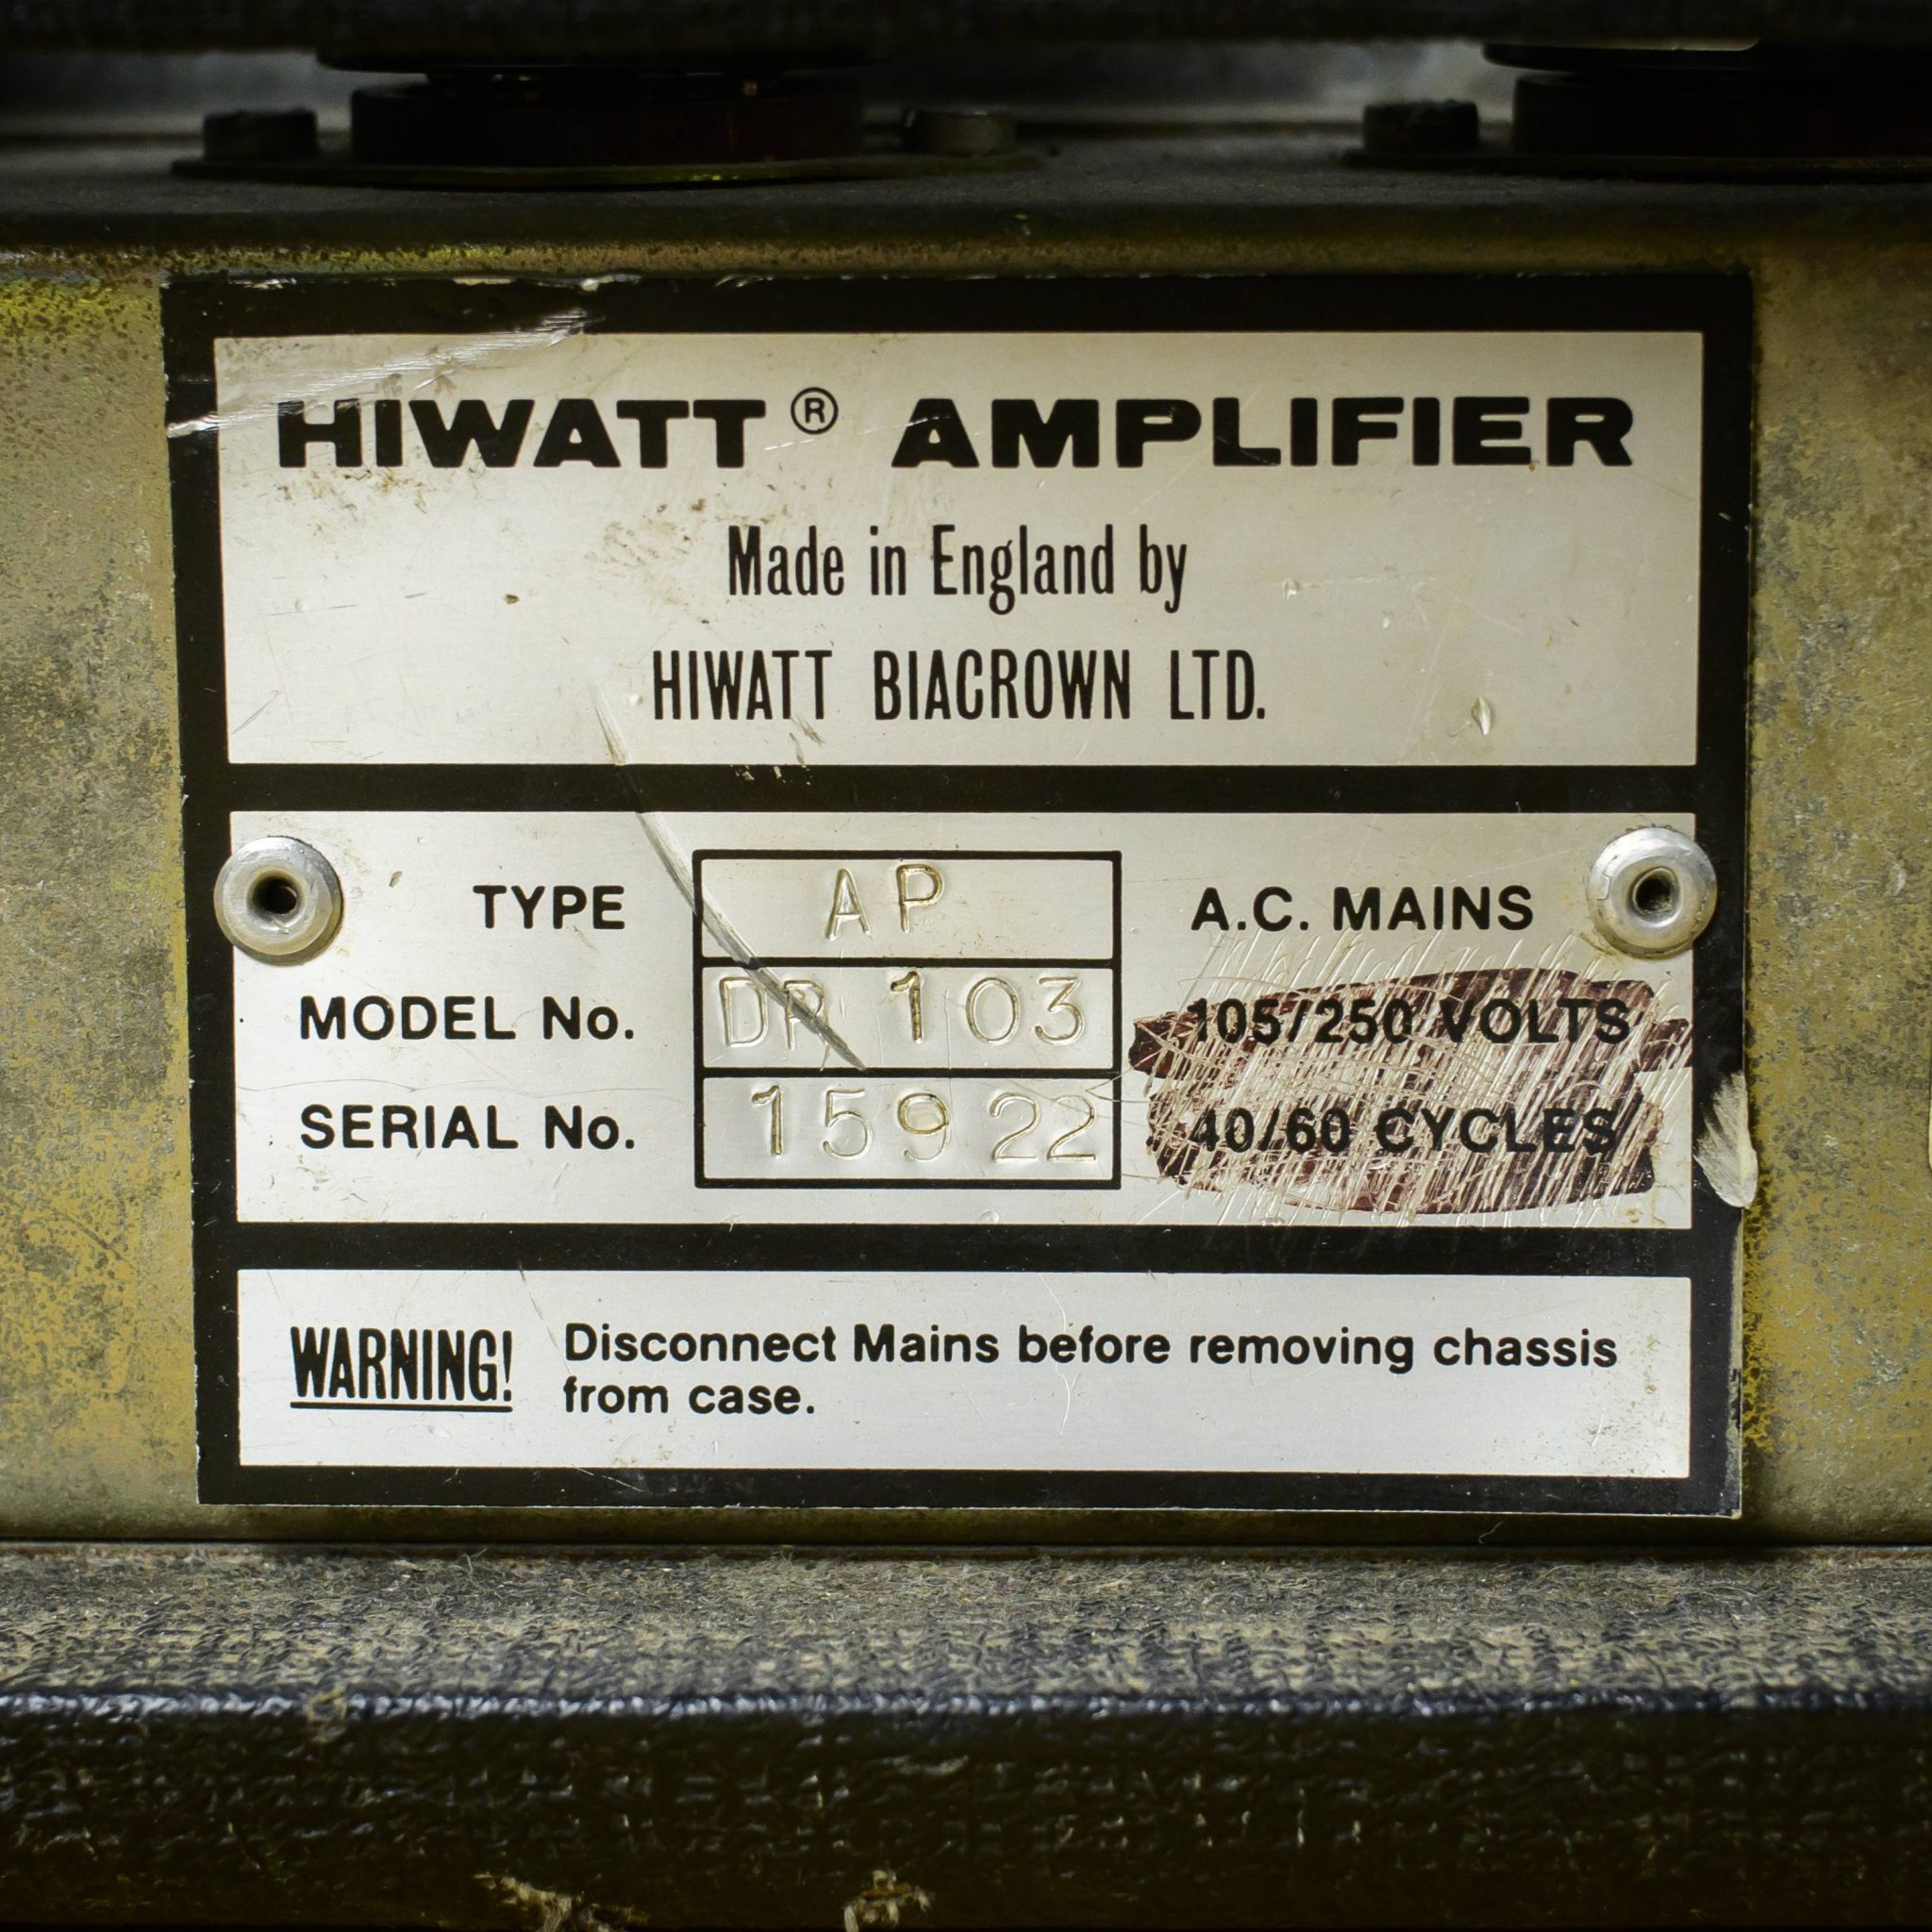 HIWATT® AMPLIFIER
Made in England by
HIWATT BIACROWN LTD.
TYPE AP A.C. MAINS
MODEL No. DR 103 105/250 VOLTS
SERIAL No. 15922 40/60 CYCLES
WARNING! Disconnect Mains before removing chassis
from case.